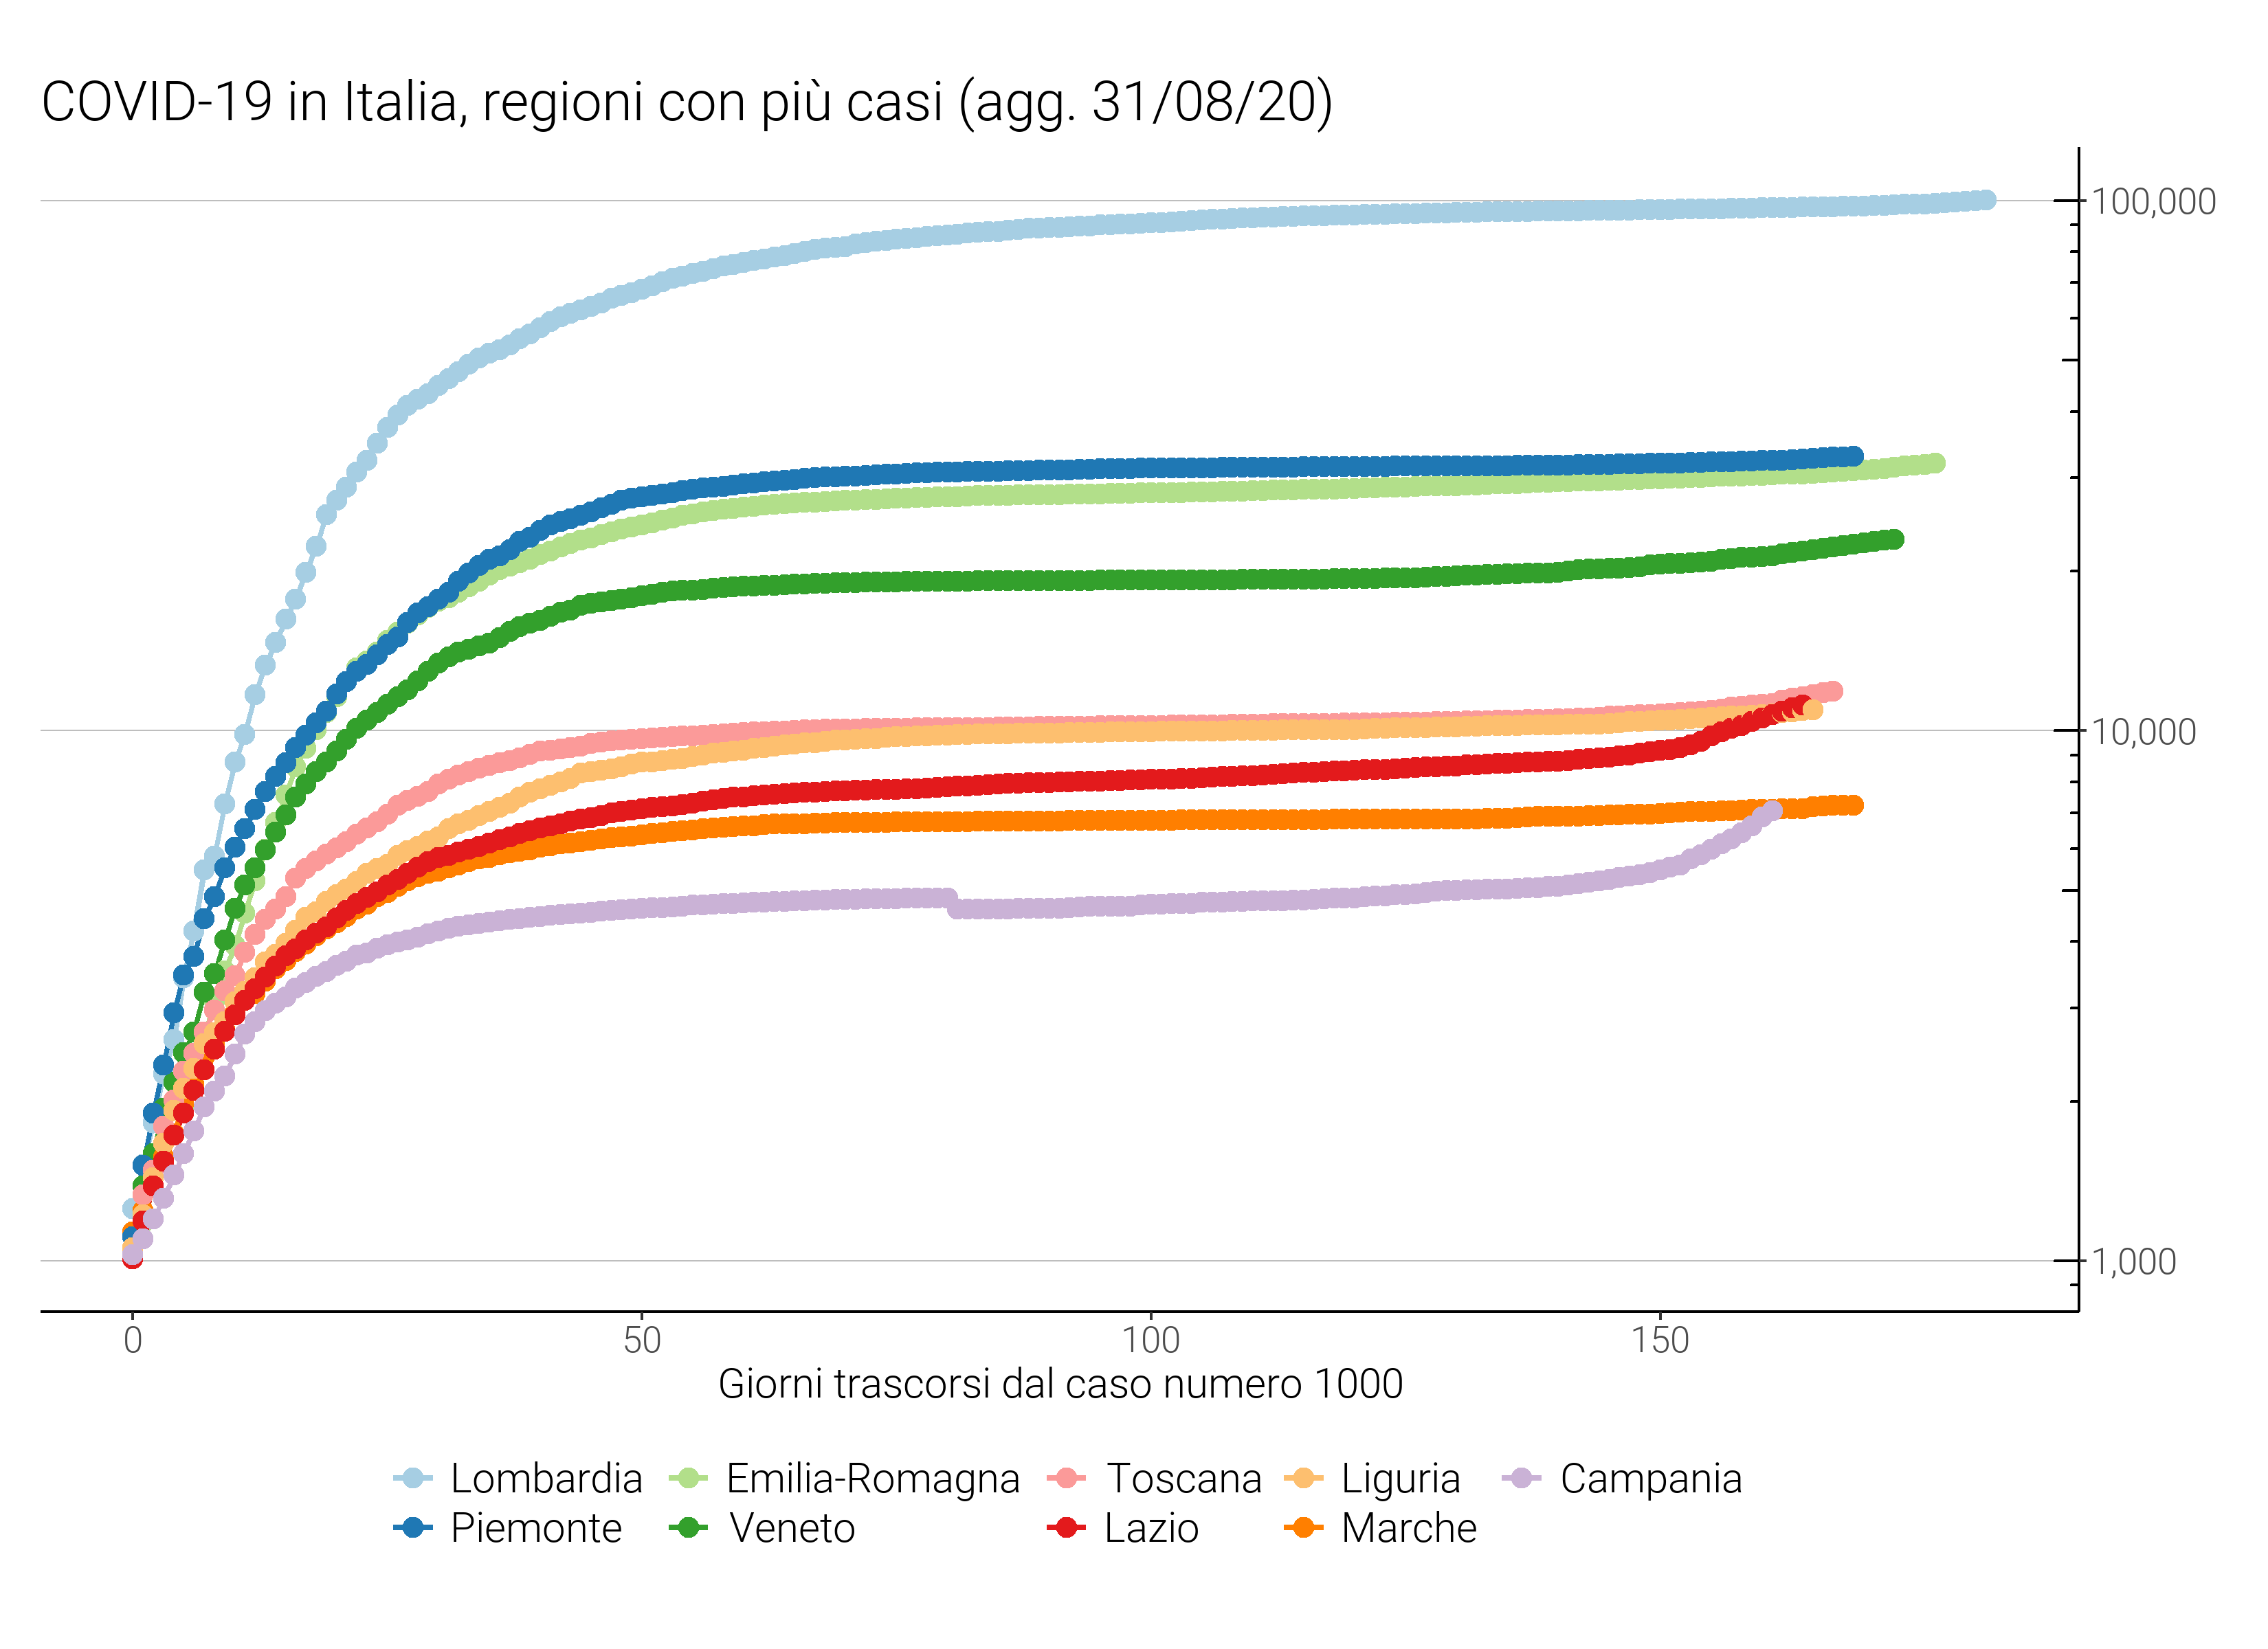 COVID-19 in Italia, regioni con più casi (agg. 31/08/20)
100,000
10,000
1,000
0 50 100 150
Giorni trascorsi dal caso numero 1000
Lombardia Emilia-Romagna Toscana Liguria Campania
Piemonte Veneto Lazio Marche